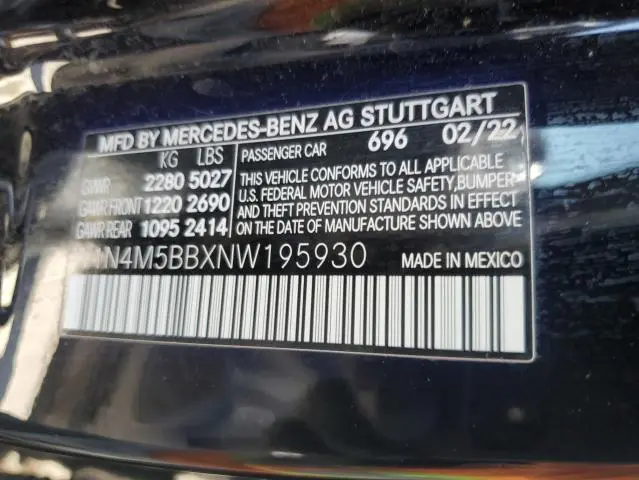 MFD BY MERCEDES-BENZ AG STUTTGART
KG LBS PASSENGER CAR 696 02/22
GVWR 2280 5027
GAWR FRONT 1220 2690
GAWR REAR 1095 2414
THIS VEHICLE CONFORMS TO ALL APPLICABLE
U.S. FEDERAL MOTOR VEHICLE SAFETY, BUMPER
AND THEFT PREVENTION STANDARDS IN EFFECT
ON DATE OF MANUFACTURE SHOWN ABOVE.
N4M5BBXNW195930 MADE IN MEXICO